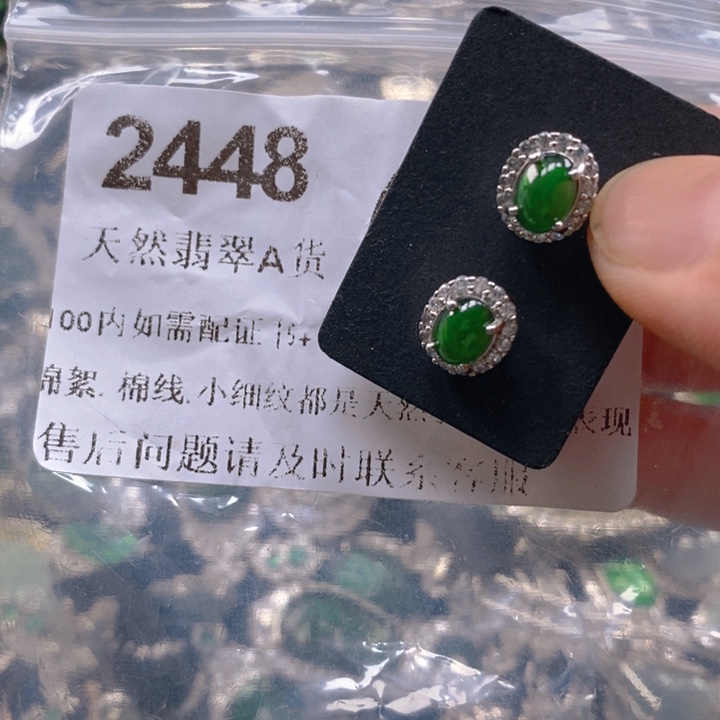 2448
天然翡翠A货
100内如需配证
棉絮. 棉线.小细纹都是天然 表现
售后问题请及时联系客服